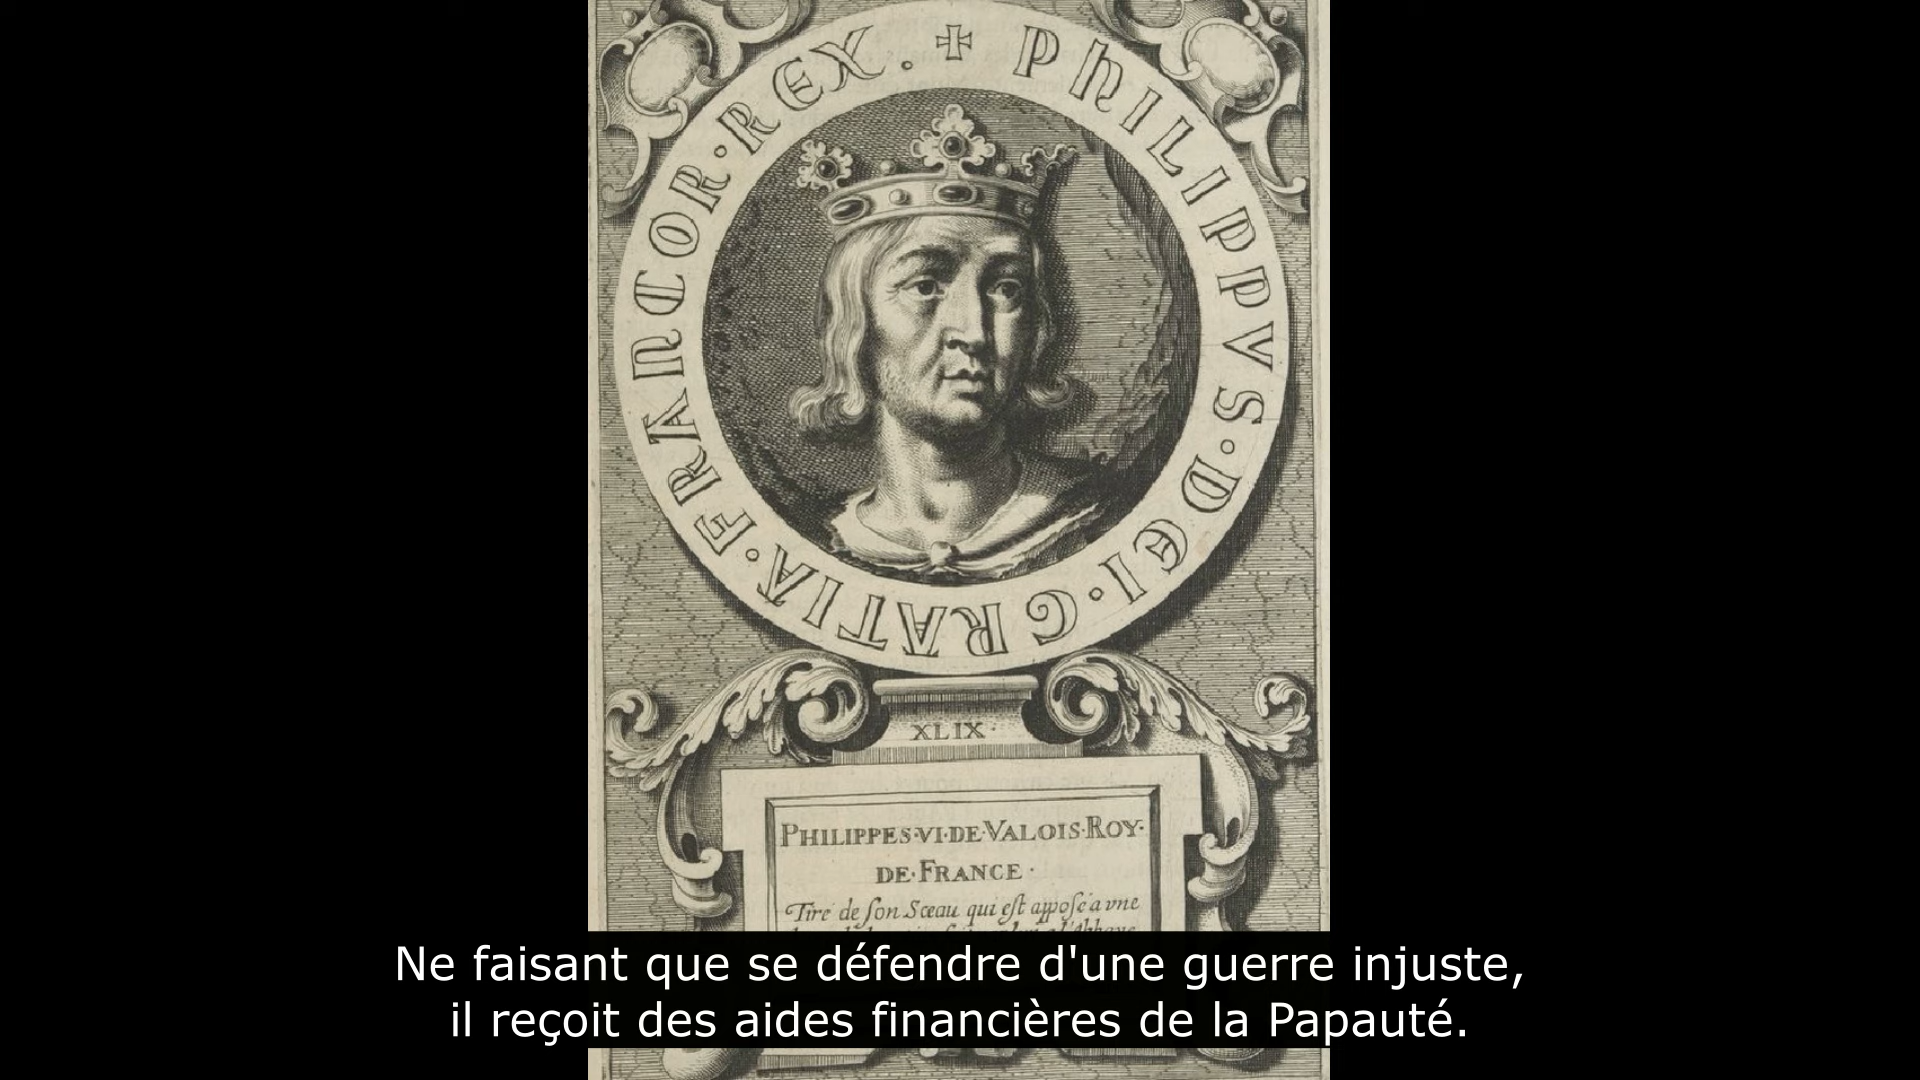 + PHILIPPVS · DEI · GRATIA · FRANCOR · REX .
XLIX ·
PHILIPPES·VI·DE·VALOIS·ROY·
DE·FRANCE ·
Tiré de son Sceau qui est apposé a vne
Ne faisant que se défendre d'une guerre injuste,
il reçoit des aides financières de la Papauté.